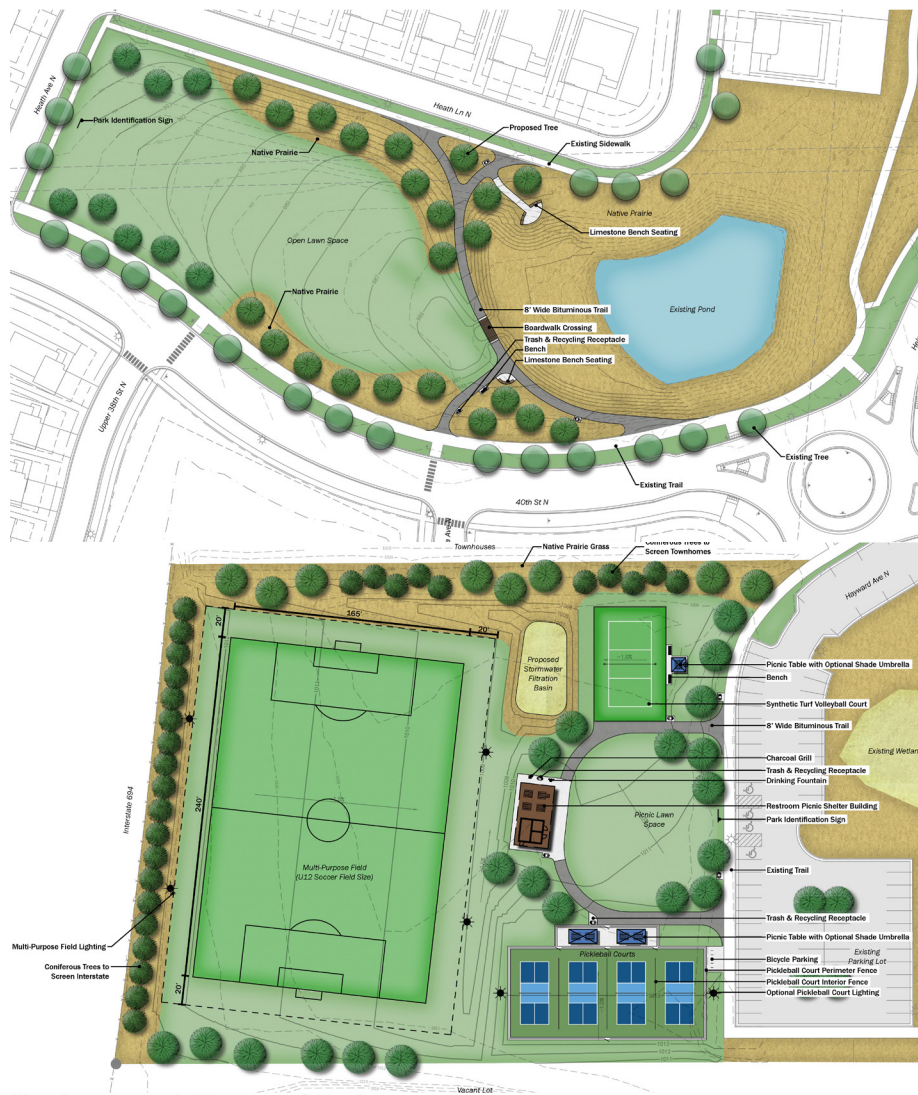 Heath Ave N
Park Identification Sign
Heath Ln N
Proposed Tree
Existing Sidewalk
Native Prairie
Native Prairie
Limestone Bench Seating
Open Lawn Space
Native Prairie
Existing Pond
8' Wide Bituminous Trail
Boardwalk Crossing
Trash & Recycling Receptacle
Bench
Limestone Bench Seating
Upper 38th St N
Existing Tree
Existing Trail
40th St N
Townhouses
Native Prairie Grass
Coniferous Trees to
Screen Townhomes
Hayward Ave N
165'
20'
20'
Proposed
Stormwater
Filtration
Basin
Picnic Table with Optional Shade Umbrella
Bench
Synthetic Turf Volleyball Court
8' Wide Bituminous Trail
Existing Wetlan
Charcoal Grill
Trash & Recycling Receptacle
Drinking Fountain
Restroom Picnic Shelter Building
Park Identification Sign
Interstate 694
240'
Picnic Lawn
Space
Multi-Purpose Field
(U12 Soccer Field Size)
Existing Trail
Multi-Purpose Field Lighting
Trash & Recycling Receptacle
Picnic Table with Optional Shade Umbrella
Coniferous Trees to
Screen Interstate
Pickleball Courts
Bicycle Parking
Existing
Parking Lot
Pickleball Court Perimeter Fence
Pickleball Court Interior Fence
Optional Pickleball Court Lighting
20'
1013
1012
1011
Vacant Lot